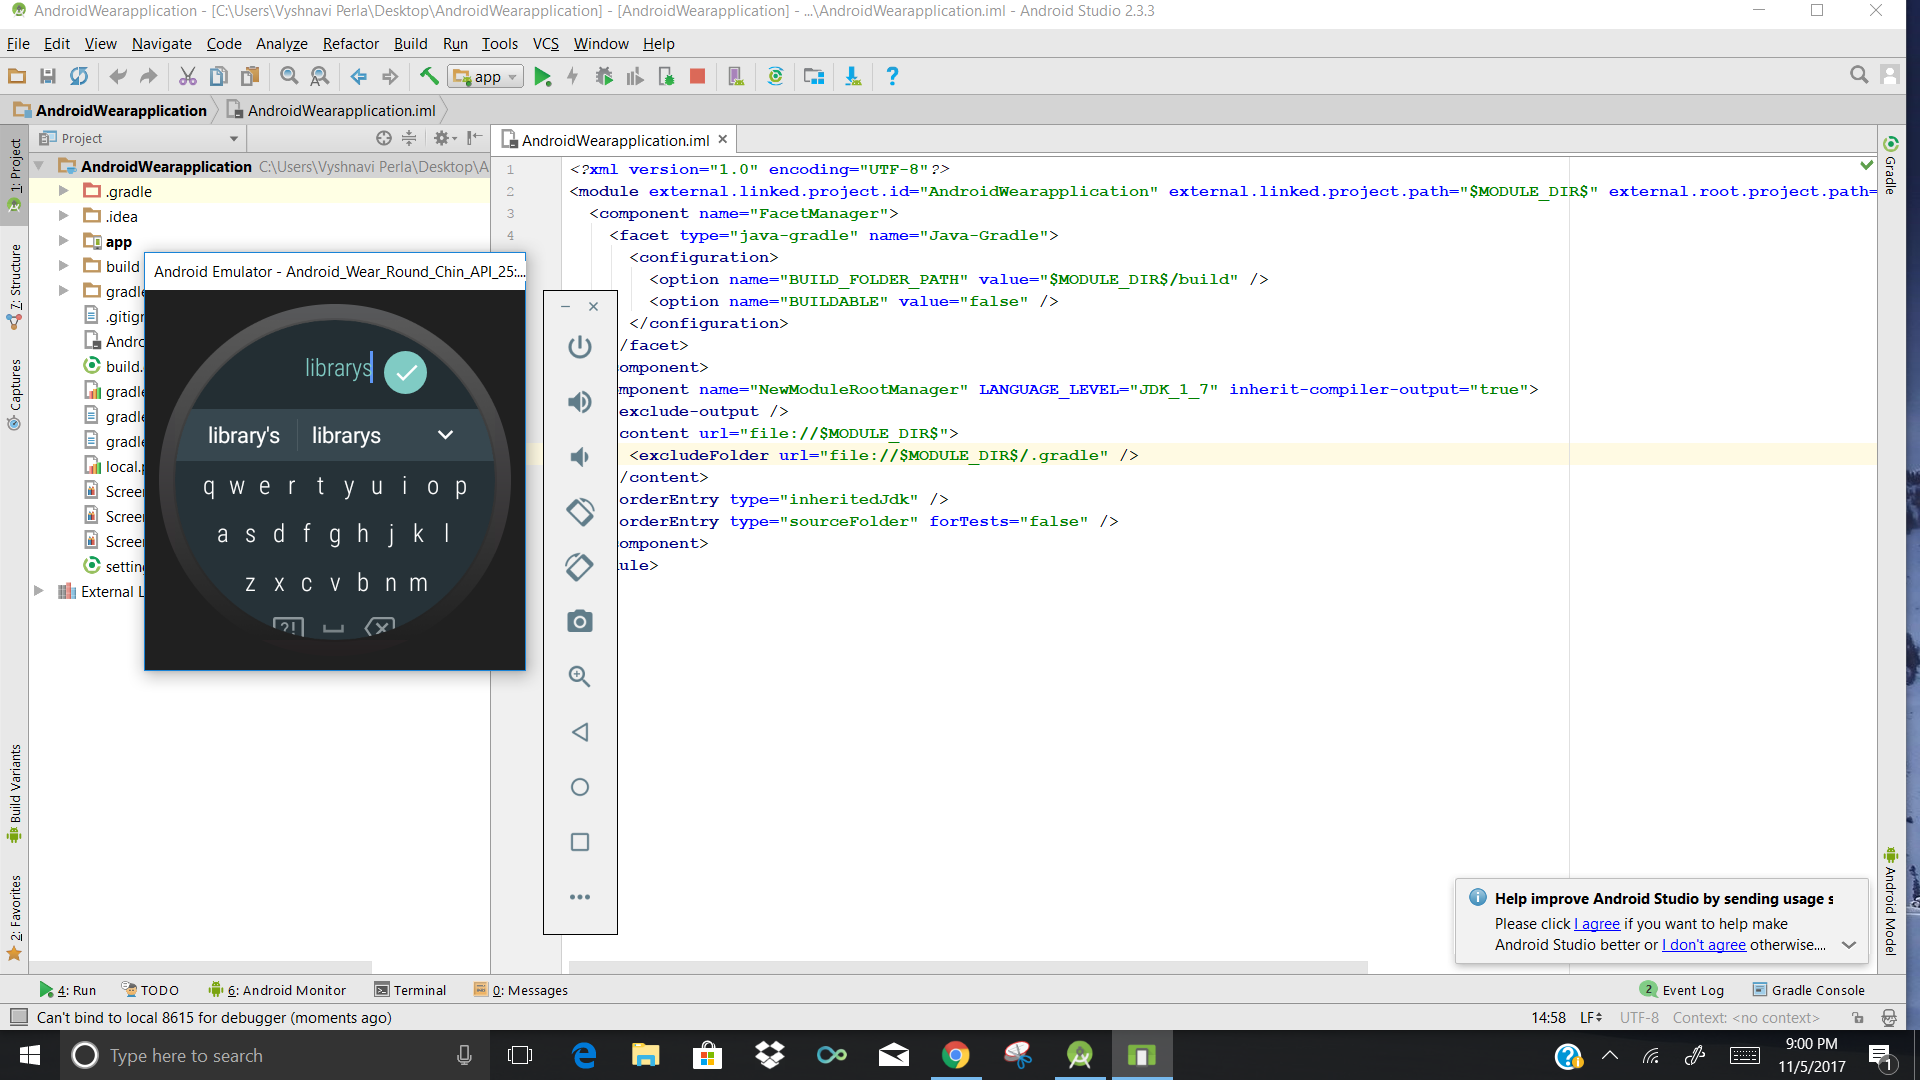 AndroidWearapplication - [C:\Users\Vyshnavi Perla\Desktop\AndroidWearapplication] - [AndroidWearapplication] - ...\AndroidWearapplication.iml - Android Studio 2.3.3
File Edit View Navigate Code Analyze Refactor Build Run Tools VCS Window Help
app
AndroidWearapplication AndroidWearapplication.iml
Project
AndroidWearapplication.iml
1: Project
7: Structure
Captures
Build Variants
2: Favorites
AndroidWearapplication C:\Users\Vyshnavi Perla\Desktop\A
.gradle
.idea
app
build
gradle
.gitigr
Andro
build.
gradle
gradle
gradle
local.p
Screer
Screer
Screer
setting
External L
Android Emulator - Android_Wear_Round_Chin_API_25:...
librarys
library's librarys
q w e r t y u i o p
a s d f g h j k l
z x c v b n m
?!
1 <?xml version="1.0" encoding="UTF-8"?>
2 <module external.linked.project.id="AndroidWearapplication" external.linked.project.path="$MODULE_DIR$" external.root.project.path=
3 <component name="FacetManager">
4 <facet type="java-gradle" name="Java-Gradle">
<configuration>
<option name="BUILD_FOLDER_PATH" value="$MODULE_DIR$/build" />
<option name="BUILDABLE" value="false" />
</configuration>
/facet>
omponent>
mponent name="NewModuleRootManager" LANGUAGE_LEVEL="JDK_1_7" inherit-compiler-output="true">
exclude-output />
content url="file://$MODULE_DIR$">
<excludeFolder url="file://$MODULE_DIR$/.gradle" />
/content>
orderEntry type="inheritedJdk" />
orderEntry type="sourceFolder" forTests="false" />
omponent>
ule>
Gradle
Android Model
Help improve Android Studio by sending usage s
Please click I agree if you want to help make
Android Studio better or I don't agree otherwise....
4: Run TODO 6: Android Monitor Terminal 0: Messages 2 Event Log Gradle Console
Can't bind to local 8615 for debugger (moments ago) 14:58 LF UTF-8 Context: <no context>
Type here to search
9:00 PM
11/5/2017
1